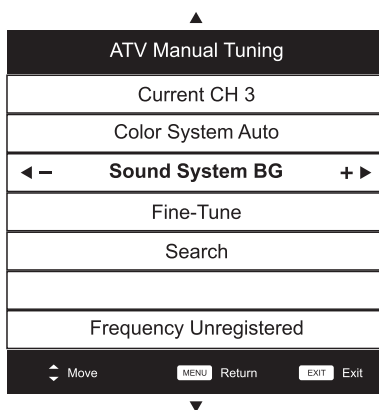 ATV Manual Tuning
Current CH 3
Color System Auto
− Sound System BG +
Fine-Tune
Search
Frequency Unregistered
Move MENU Return EXIT Exit